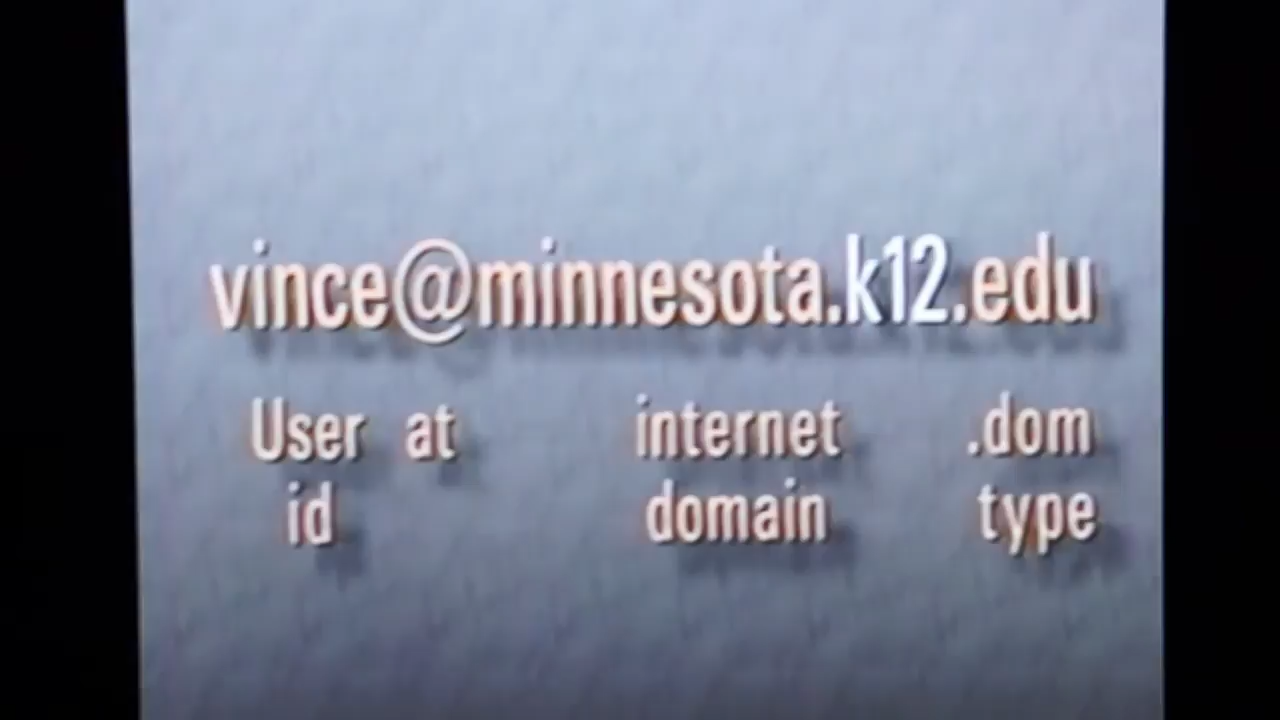 vince@minnesota.k12.edu
User at internet .dom
id domain type